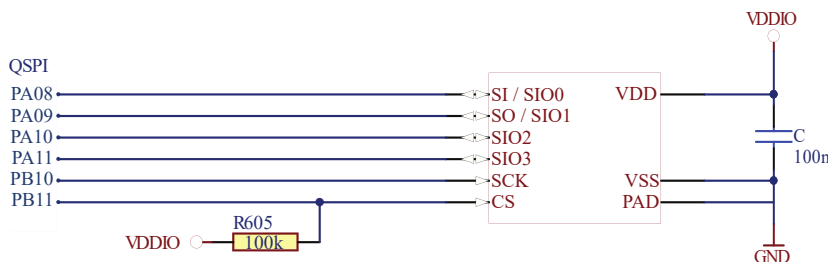 VDDIO
QSPI
PA08 SI / SIO0 VDD
PA09 SO / SIO1
PA10 SIO2
C
PA11 SIO3
100n
PB10 SCK VSS
PB11 CS PAD
R605
VDDIO 100k
GND